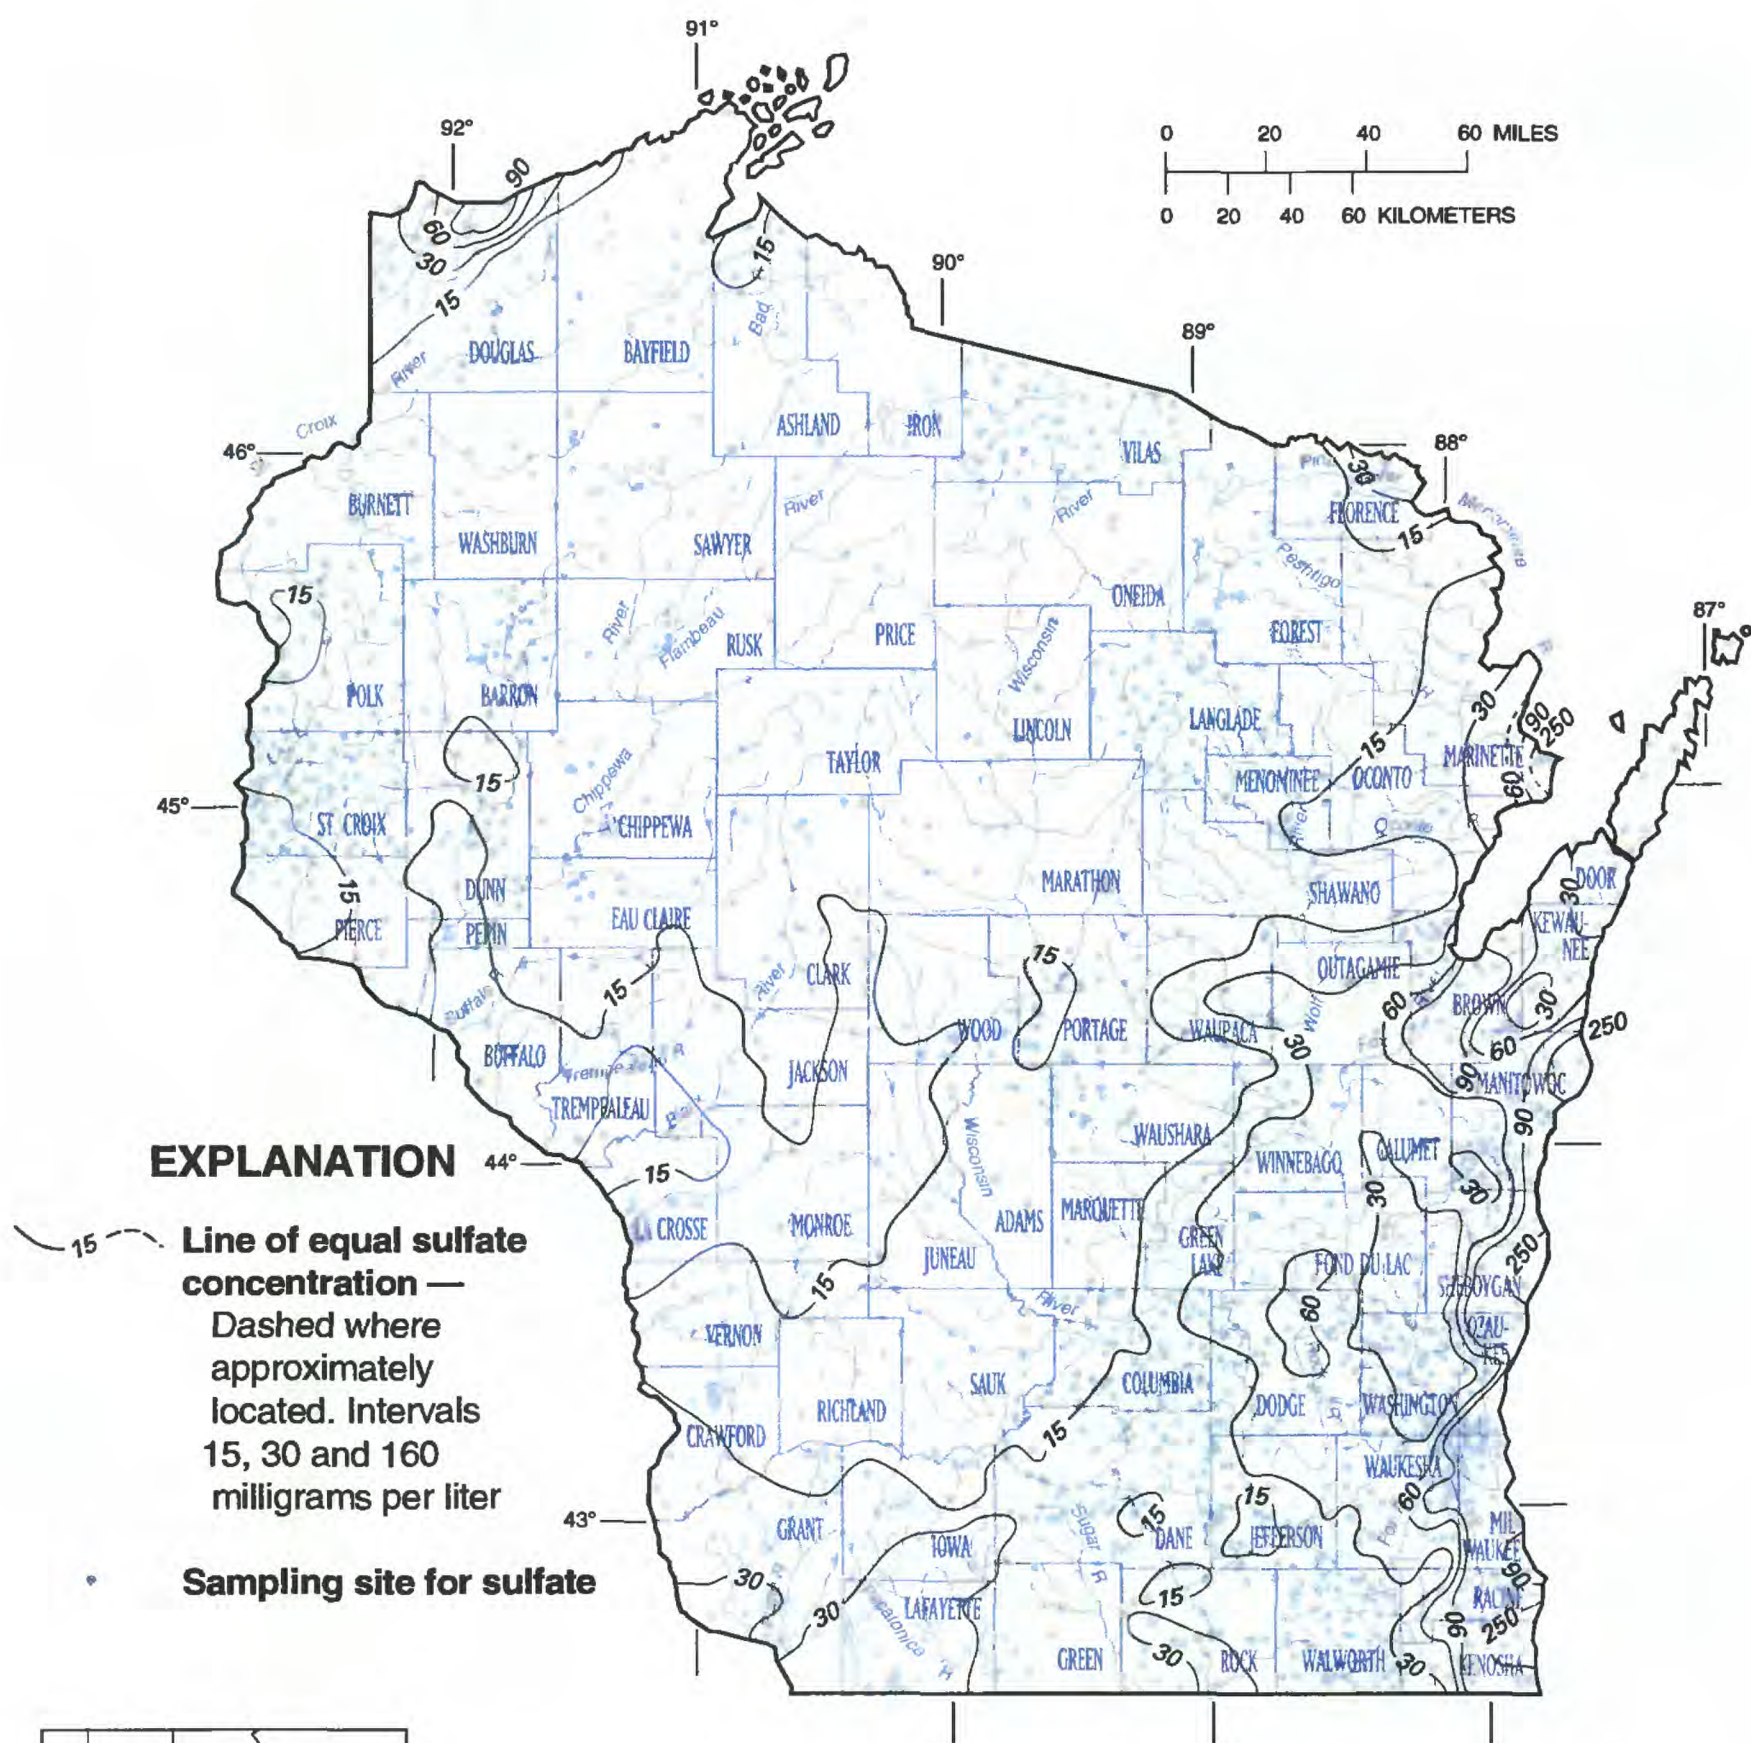 91°
92°
90
0 20 40 60 MILES
0 20 40 60 KILOMETERS
60
30
15
15
90°
89°
Bad
DOUGLAS
BAYFIELD
River
Croix
ASHLAND
IRON
VILAS
46°
88°
30
BURNETT
River
River
FLORENCE
WASHBURN
SAWYER
15
Peshtigo
15
ONEIDA
87°
River
Flambeau
RUSK
PRICE
Wisconsin
FOREST
POLK
BARRON
30
90
250
LANGLADE
LINCOLN
15
MARINETTE
TAYLOR
MENOMINEE
OCONTO
60
15
Chippewa
45°
ST CROIX
CHIPPEWA
River
15
DUNN
MARATHON
SHAWANO
30
DOOR
PIERCE
PEPIN
EAU CLAIRE
KEWAU-
NEE
15
River
CLARK
15
OUTAGAMIE
Buffalo R
60
BROWN
30
250
WOOD
PORTAGE
WAUPACA
Wolf
30
60
BUFFALO
JACKSON
90
MANITOWOC
TREMPEALEAU
90
WAUSHARA
CALUMET
EXPLANATION
44°
15
Wisconsin
WINNEBAGO
30
30
LA CROSSE
MONROE
ADAMS
MARQUETTE
15
Line of equal sulfate
concentration —
Dashed where
approximately
located. Intervals
15, 30 and 160
milligrams per liter
Sampling site for sulfate
GREEN
LAKE
JUNEAU
FOND DU LAC
250
SHEBOYGAN
15
River
60
OZAU-
KEE
VERNON
SAUK
COLUMBIA
DODGE
WASHINGTON
RICHLAND
CRAWFORD
15
WAUKESHA
60
15
43°
GRANT
IOWA
Sugar R
15
DANE
JEFFERSON
Fox
MIL
WAUKEE
30
15
90
RACINE
30
LAFAYETTE
90
250
GREEN
30
ROCK
WALWORTH
30
KENOSHA